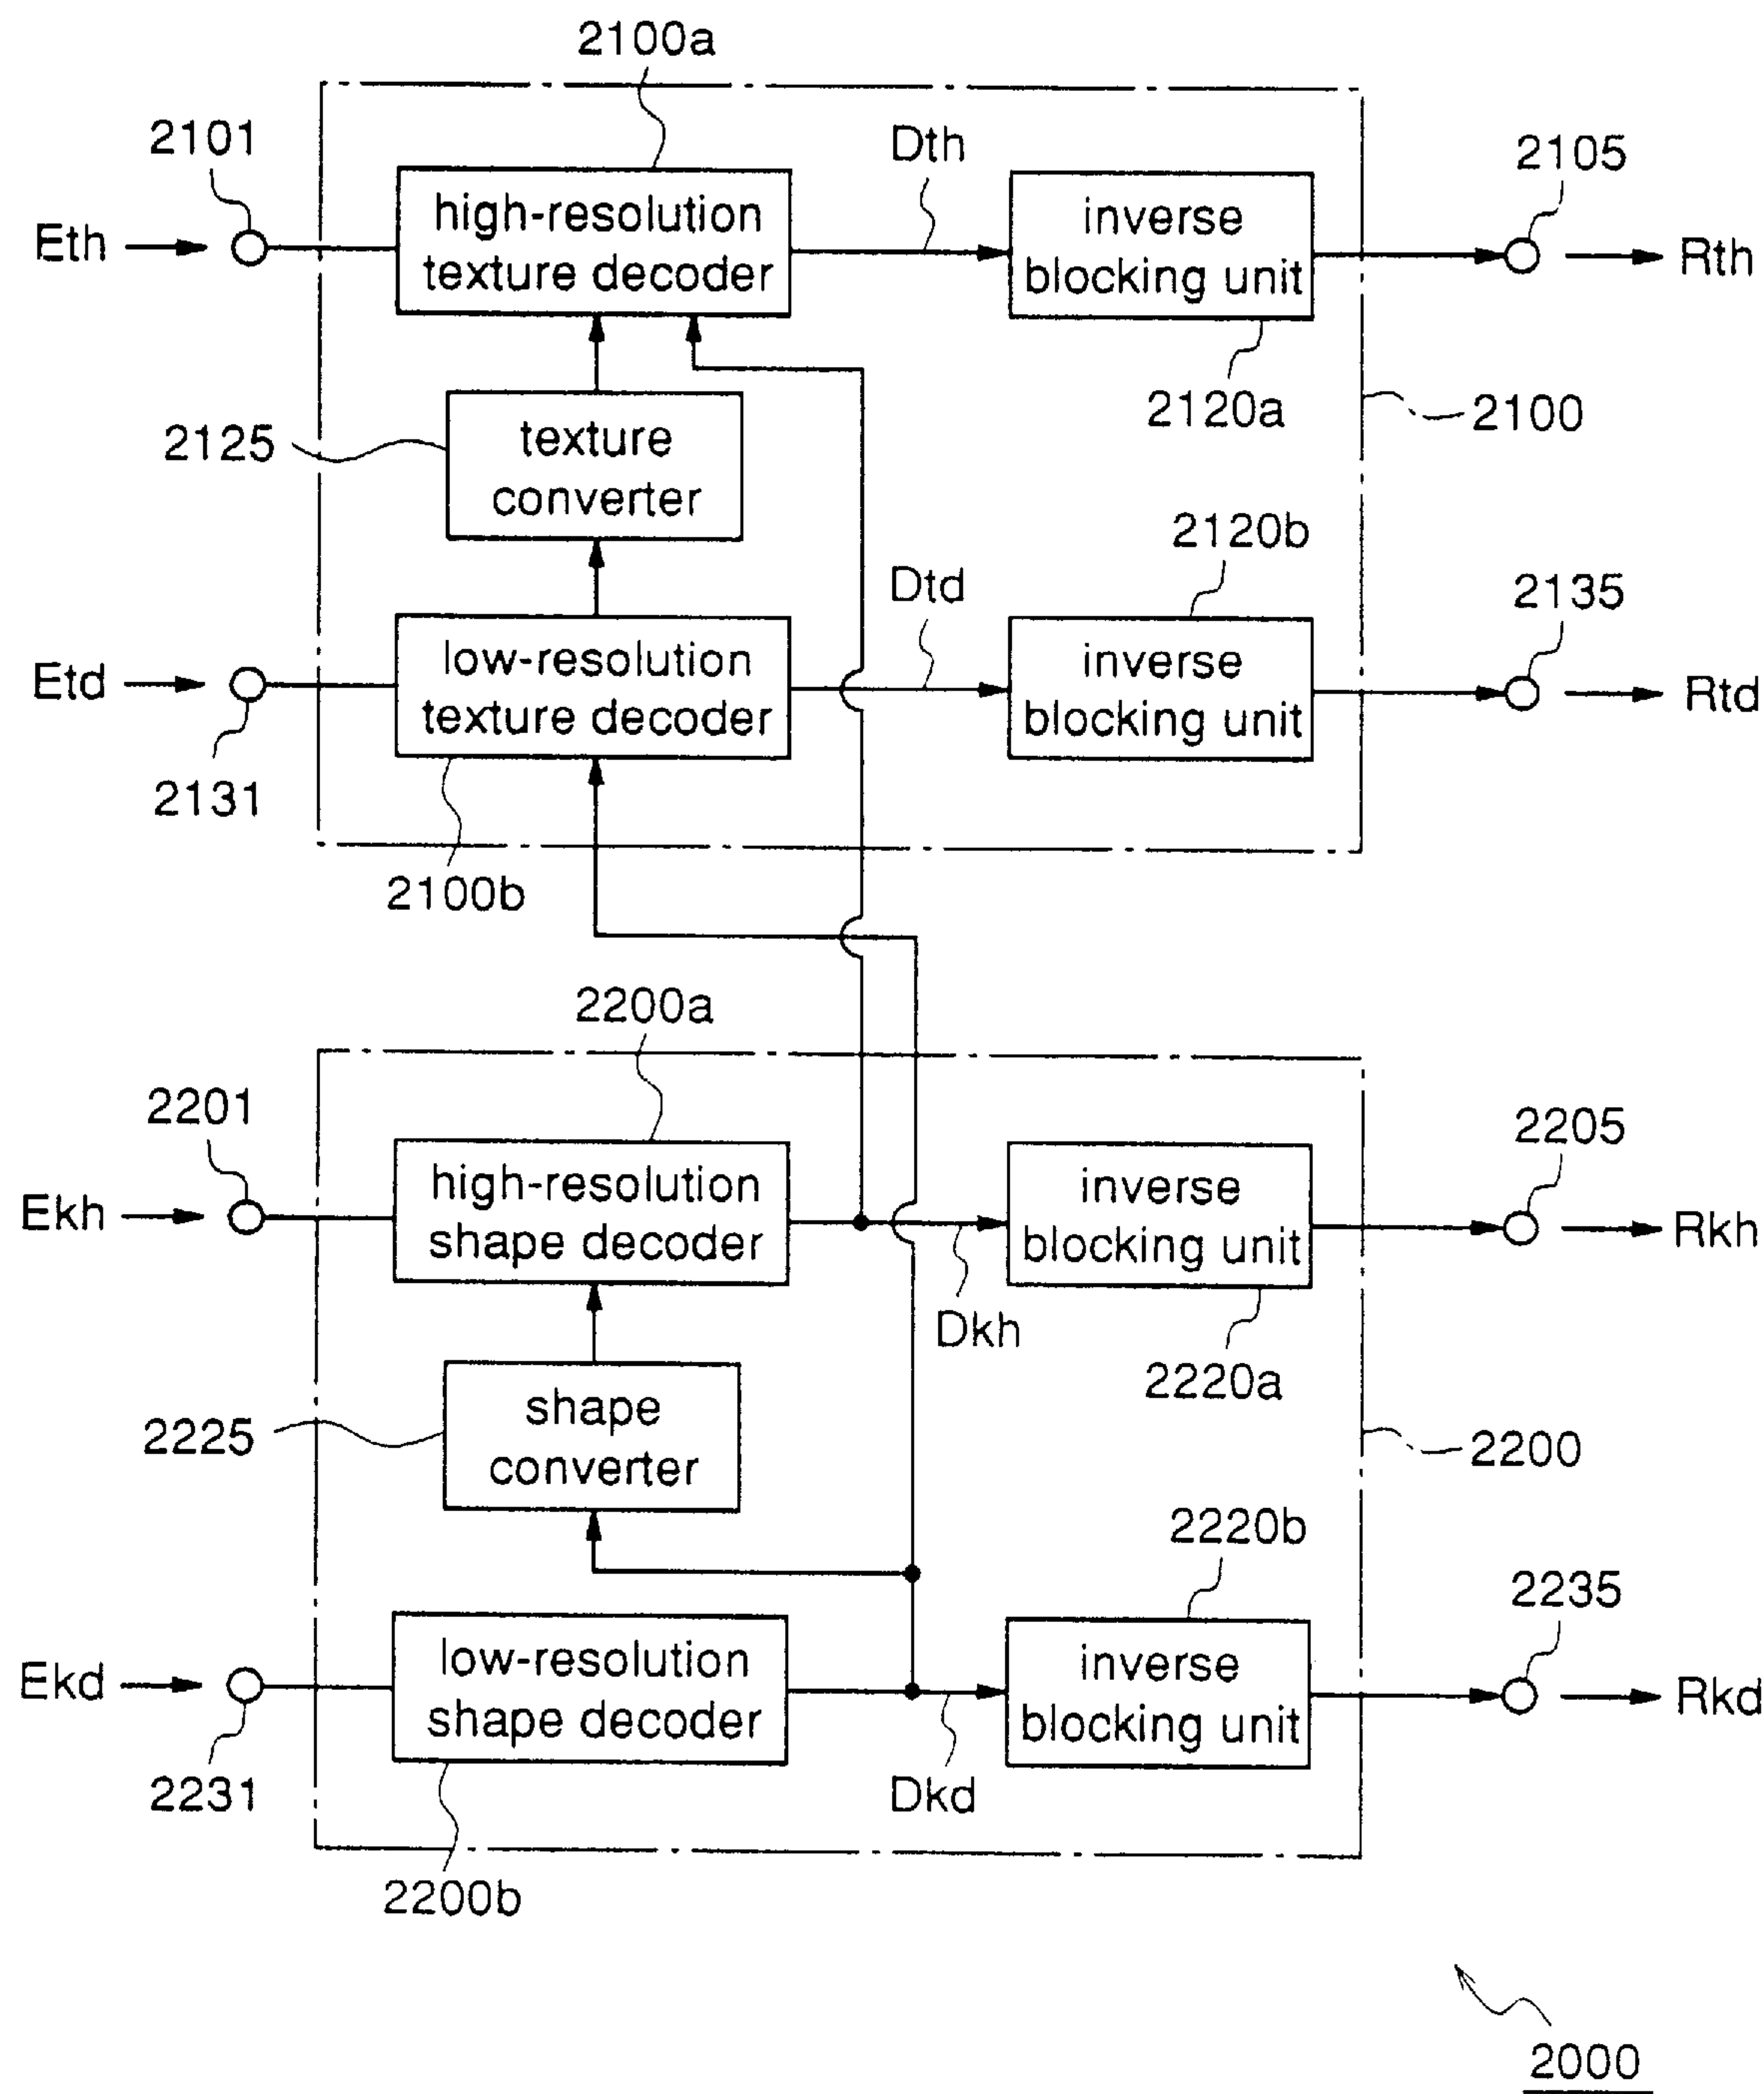 2100a
2101
Dth
2105
Eth
high-resolution
texture decoder
inverse
blocking unit
Rth
2120a
2100
2125
texture
converter
2120b
Dtd
2135
Etd
low-resolution
texture decoder
inverse
blocking unit
Rtd
2131
2100b
2200a
2201
2205
Ekh
high-resolution
shape decoder
inverse
blocking unit
Rkh
Dkh
2220a
2225
shape
converter
2200
2220b
2235
Ekd
low-resolution
shape decoder
inverse
blocking unit
Rkd
2231
Dkd
2200b
2000